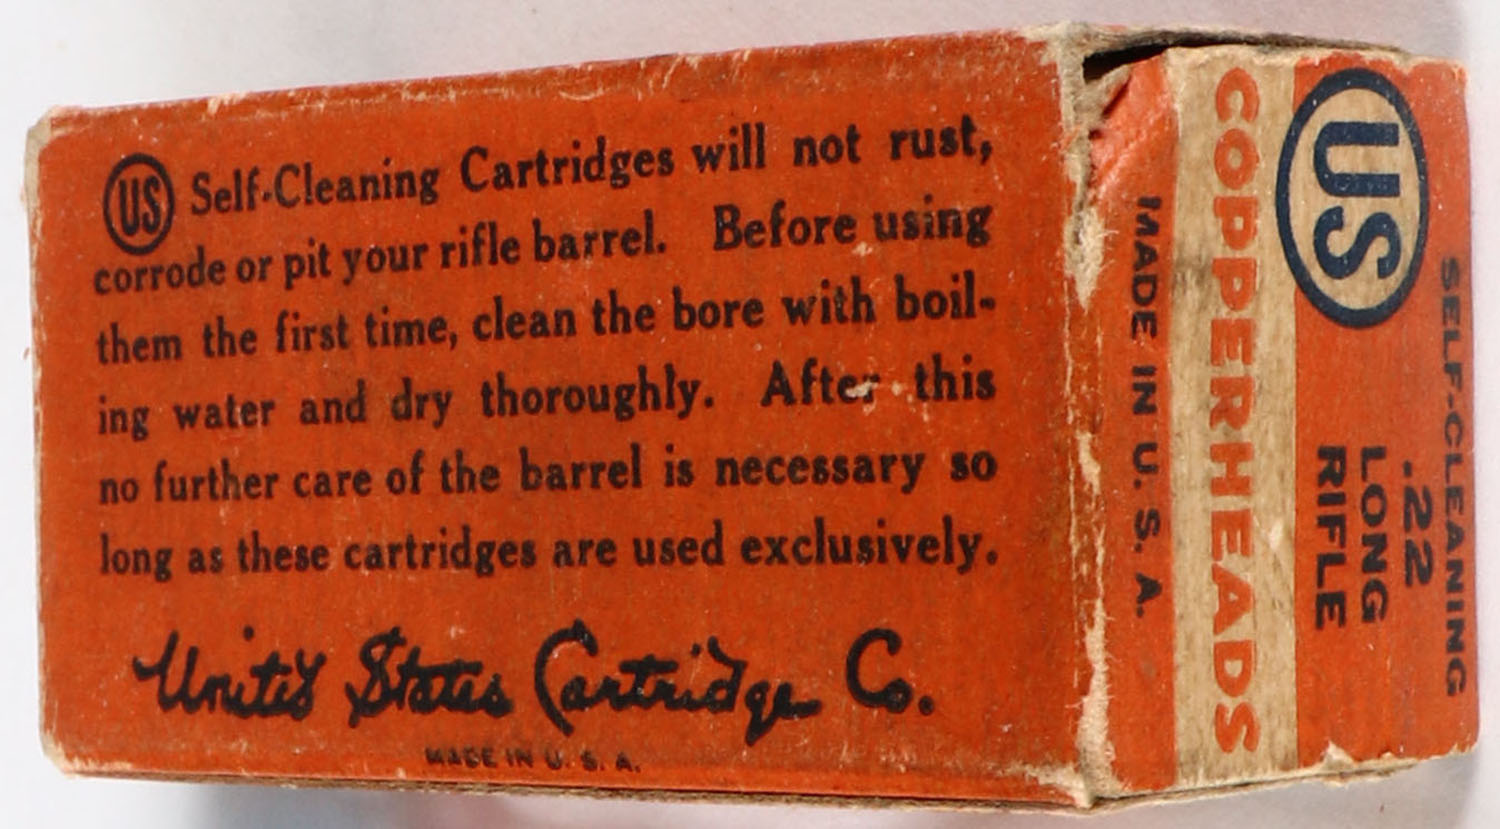 US Self-Cleaning Cartridges will not rust,
corrode or pit your rifle barrel. Before using
them the first time, clean the bore with boil-
ing water and dry thoroughly. After this
no further care of the barrel is necessary so
long as these cartridges are used exclusively.
United States Cartridge Co.
MADE IN U. S. A.
SELF-CLEANING
.22
LONG
RIFLE
US
COPPERHEADS
MADE IN U. S. A.